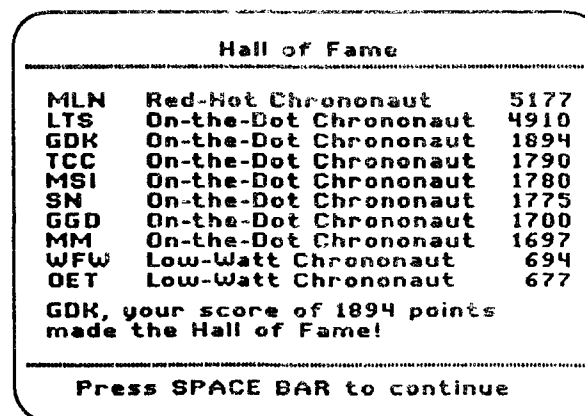 Hall of Fame
MLN Red-Hot Chrononaut 5177
LTS On-the-Dot Chrononaut 4910
GDK On-the-Dot Chrononaut 1894
TCC On-the-Dot Chrononaut 1790
MSI On-the-Dot Chrononaut 1780
SN On-the-Dot Chrononaut 1775
GGD On-the-Dot Chrononaut 1700
MM On-the-Dot Chrononaut 1697
WFW Low-Watt Chrononaut 694
OET Low-Watt Chrononaut 677
GDK, your score of 1894 points
made the Hall of Fame!
Press SPACE BAR to continue